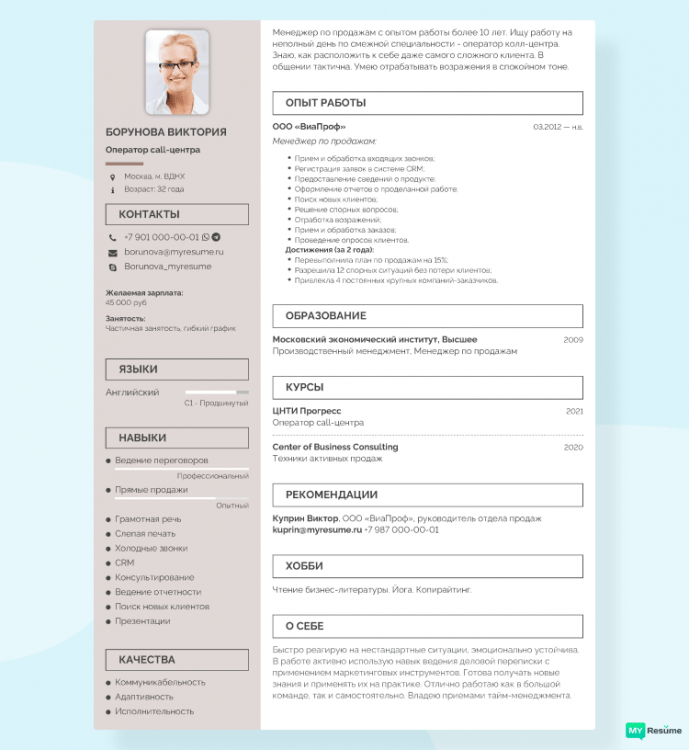 БОРУНОВА ВИКТОРИЯ
Оператор call-центра
Москва, м. ВДНХ
Возраст: 32 года
КОНТАКТЫ
+7 901 000-00-01
borunova@myresume.ru
Borunova_myresume
Желаемая зарплата:
45 000 руб
Занятость:
Частичная занятость, гибкий график
ЯЗЫКИ
Английский
C1 - Продвинутый
НАВЫКИ
Ведение переговоров
Профессиональный
Прямые продажи
Опытный
Грамотная речь
Слепая печать
Холодные звонки
CRM
Консультирование
Ведение отчетности
Поиск новых клиентов
Презентации
КАЧЕСТВА
Коммуникабельность
Адаптивность
Исполнительность
Менеджер по продажам с опытом работы более 10 лет. Ищу работу на
неполный день по смежной специальности - оператор колл-центра.
Знаю, как расположить к себе даже самого сложного клиента. В
общении тактична. Умею отрабатывать возражения в спокойном тоне.
ОПЫТ РАБОТЫ
ООО «ВиаПроф» 03.2012 — н.в.
Менеджер по продажам:
Прием и обработка входящих звонков;
Регистрация заявок в системе CRM;
Предоставление сведений о продукте;
Оформление отчетов о проделанной работе;
Поиск новых клиентов;
Решение спорных вопросов;
Отработка возражений;
Прием и обработка заказов;
Проведение опросов клиентов.
Достижения (за 2 года):
Перевыполнила план по продажам на 15%;
Разрешила 12 спорных ситуаций без потери клиентов;
Привлекла 4 постоянных крупных компаний-заказчиков.
ОБРАЗОВАНИЕ
Московский экономический институт, Высшее 2009
Производственный менеджмент, Менеджер по продажам
КУРСЫ
ЦНТИ Прогресс 2021
Оператор call-центра
Center of Business Consulting 2020
Техники активных продаж
РЕКОМЕНДАЦИИ
Куприн Виктор, ООО «ВиаПроф», руководитель отдела продаж
kuprin@myresume.ru +7 987 000-00-01
ХОББИ
Чтение бизнес-литературы. Йога. Копирайтинг.
О СЕБЕ
Быстро реагирую на нестандартные ситуации, эмоционально устойчива.
В работе активно использую навык ведения деловой переписки с
применением маркетинговых инструментов. Готова получать новые
знания и применять их на практике. Отлично работаю как в большой
команде, так и самостоятельно. Владею приемами тайм-менеджмента.
MY Resume